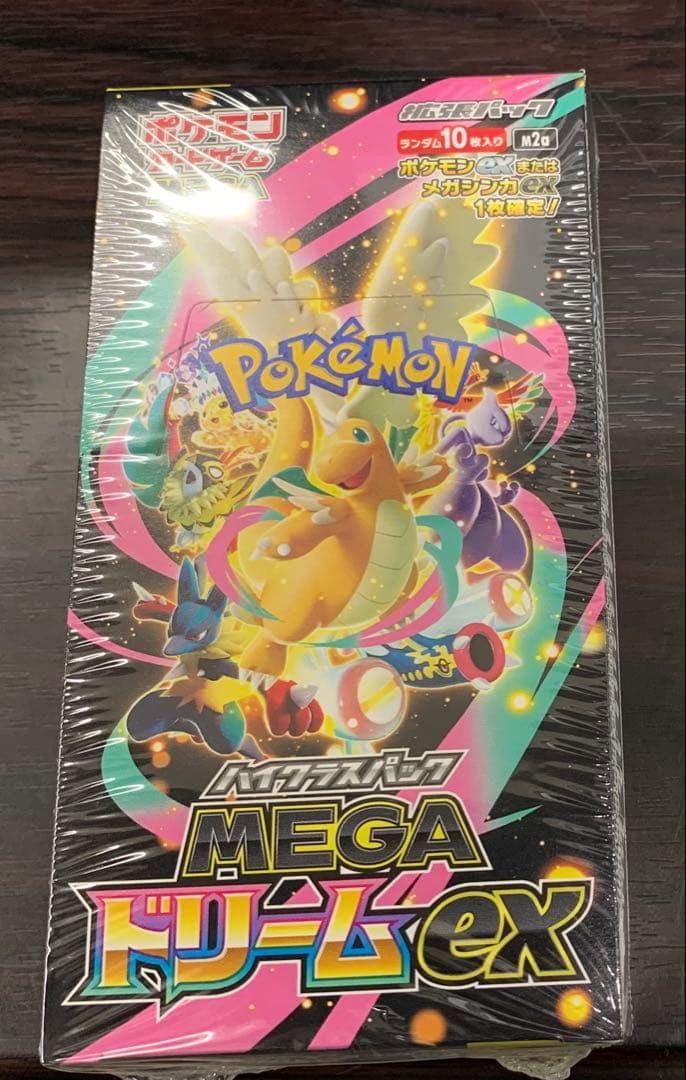 ポケモン
カードゲーム
MEGA
拡張パック
ランダム10枚入り
M2a
ポケモンexまたは
メガシンカex
1枚確定!
POKéMON
ハイクラスパック
MEGA
ドリームex